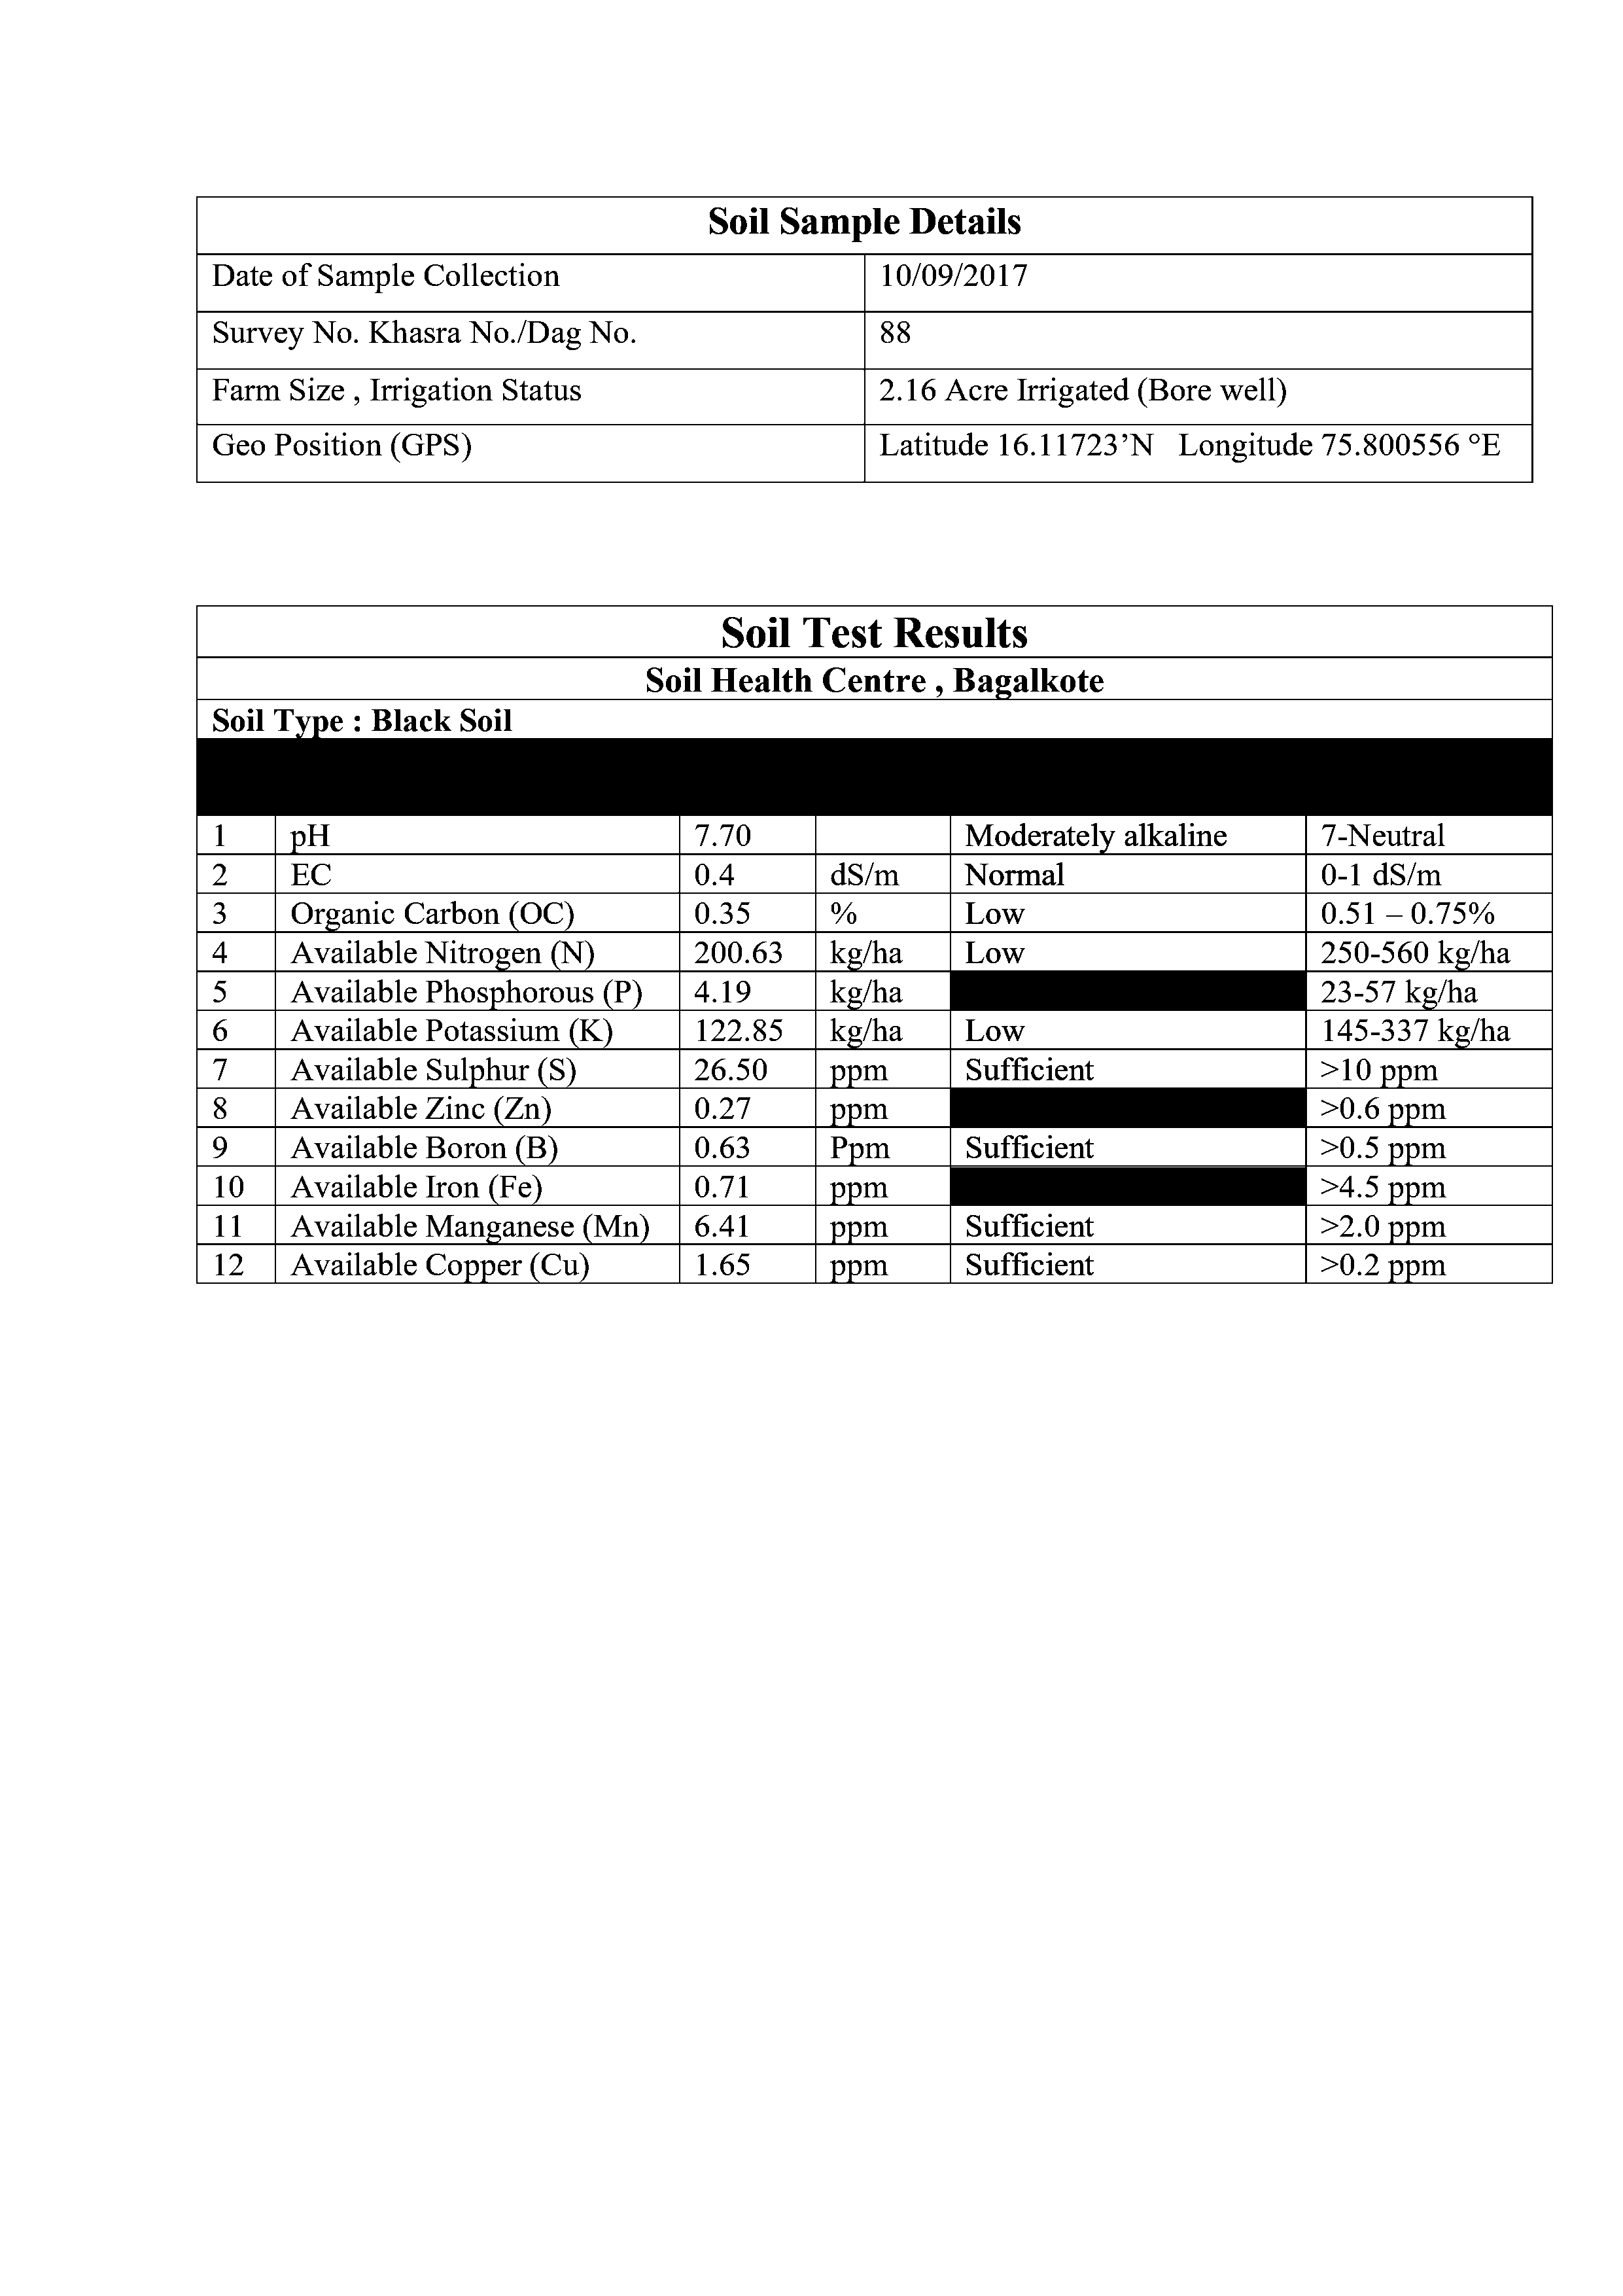 Soil Sample Details
Date of Sample Collection 10/09/2017
Survey No. Khasra No./Dag No. 88
Farm Size , Irrigation Status 2.16 Acre Irrigated (Bore well)
Geo Position (GPS) Latitude 16.11723’N Longitude 75.800556 °E
Soil Test Results
Soil Health Centre , Bagalkote
Soil Type : Black Soil
1 pH 7.70 Moderately alkaline 7-Neutral
2 EC 0.4 dS/m Normal 0-1 dS/m
3 Organic Carbon (OC) 0.35 % Low 0.51 – 0.75%
4 Available Nitrogen (N) 200.63 kg/ha Low 250-560 kg/ha
5 Available Phosphorous (P) 4.19 kg/ha 23-57 kg/ha
6 Available Potassium (K) 122.85 kg/ha Low 145-337 kg/ha
7 Available Sulphur (S) 26.50 ppm Sufficient >10 ppm
8 Available Zinc (Zn) 0.27 ppm >0.6 ppm
9 Available Boron (B) 0.63 Ppm Sufficient >0.5 ppm
10 Available Iron (Fe) 0.71 ppm >4.5 ppm
11 Available Manganese (Mn) 6.41 ppm Sufficient >2.0 ppm
12 Available Copper (Cu) 1.65 ppm Sufficient >0.2 ppm